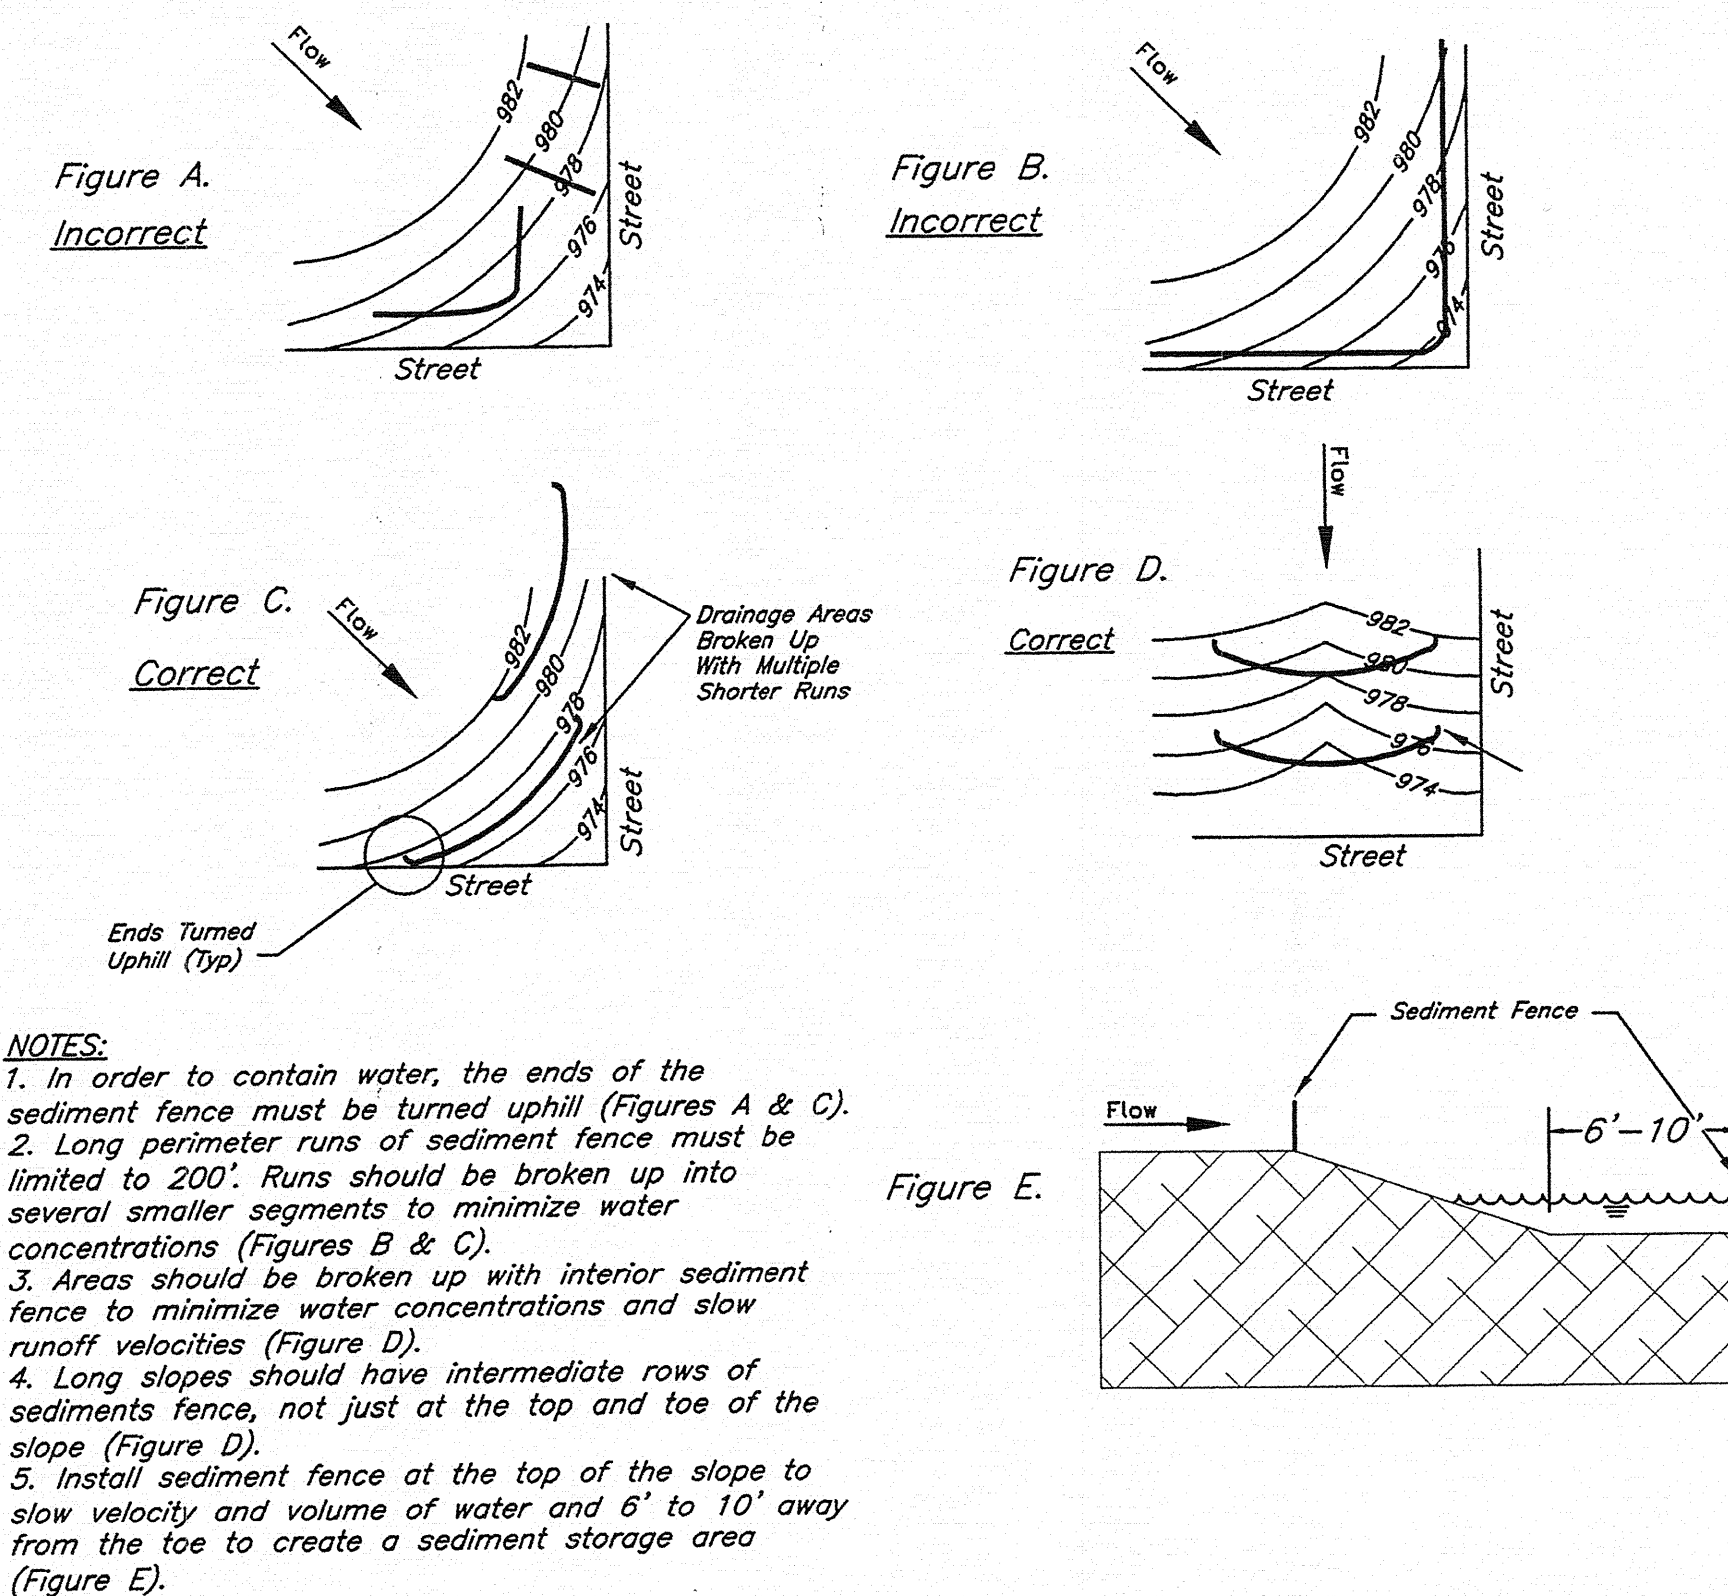 Flow
Figure A.
Incorrect
982
980
978
976
974
Street
Street
Flow
Figure B.
Incorrect
982
980
978
976
974
Street
Street
Figure C.
Flow
Correct
982
980
978
976
974
Street
Street
Drainage Areas
Broken Up
With Multiple
Shorter Runs
Ends Turned
Uphill (Typ)
Flow
Figure D.
Correct
982
980
978
976
974
Street
Street
NOTES:
1. In order to contain water, the ends of the
sediment fence must be turned uphill (Figures A & C).
2. Long perimeter runs of sediment fence must be
limited to 200'. Runs should be broken up into
several smaller segments to minimize water
concentrations (Figures B & C).
3. Areas should be broken up with interior sediment
fence to minimize water concentrations and slow
runoff velocities (Figure D).
4. Long slopes should have intermediate rows of
sediments fence, not just at the top and toe of the
slope (Figure D).
5. Install sediment fence at the top of the slope to
slow velocity and volume of water and 6' to 10' away
from the toe to create a sediment storage area
(Figure E).
Sediment Fence
Flow
6'-10'
Figure E.